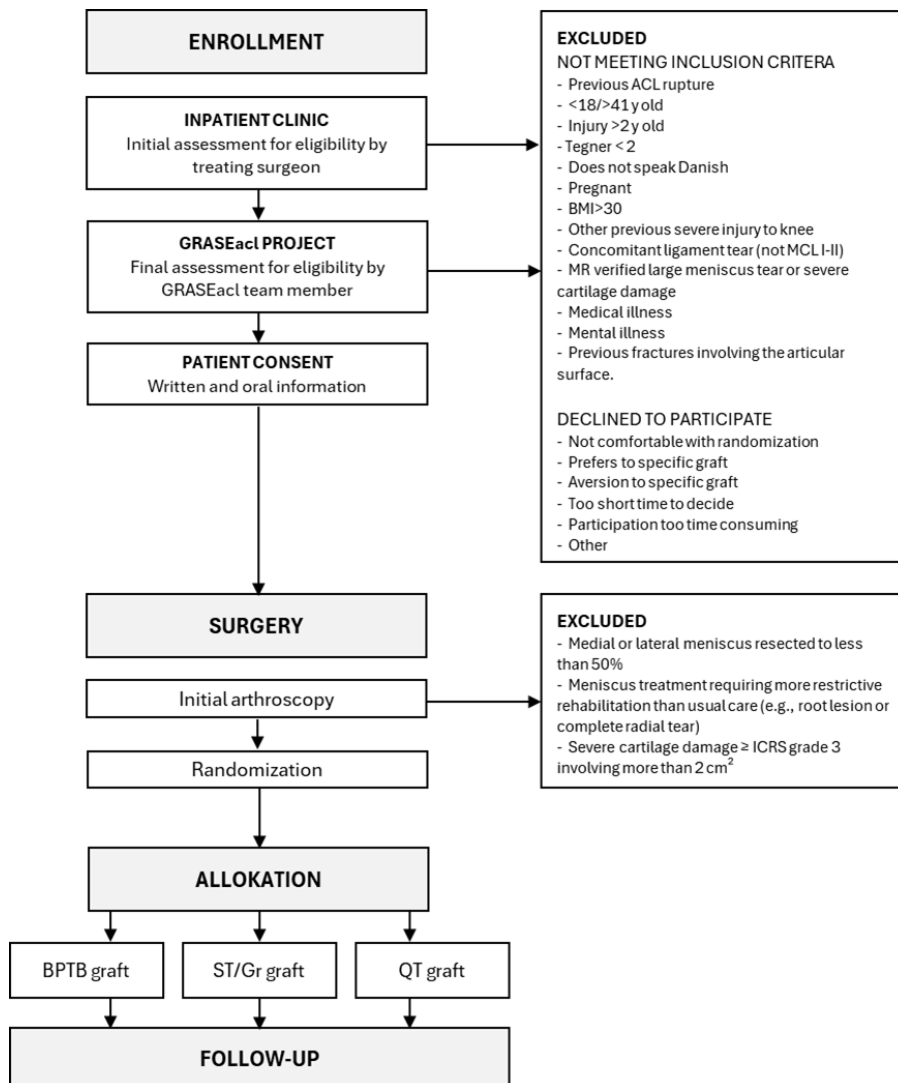 ENROLLMENT
INPATIENT CLINIC
Initial assessment for eligibility by
treating surgeon
GRASEacl PROJECT
Final assessment for eligibility by
GRASEacl team member
PATIENT CONSENT
Written and oral information
EXCLUDED
NOT MEETING INCLUSION CRITERIA
- Previous ACL rupture
- <18/>41 y old
- Injury >2 y old
- Tegner < 2
- Does not speak Danish
- Pregnant
- BMI>30
- Other previous severe injury to knee
- Concomitant ligament tear (not MCL I-II)
- MR verified large meniscus tear or severe
cartilage damage
- Medical illness
- Mental illness
- Previous fractures involving the articular
surface.
DECLINED TO PARTICIPATE
- Not comfortable with randomization
- Prefers to specific graft
- Aversion to specific graft
- Too short time to decide
- Participation too time consuming
- Other
SURGERY
Initial arthroscopy
Randomization
EXCLUDED
- Medial or lateral meniscus resected to less
than 50%
- Meniscus treatment requiring more restrictive
rehabilitation than usual care (e.g., root lesion or
complete radial tear)
- Severe cartilage damage ≥ ICRS grade 3
involving more than 2 cm²
ALLOKATION
BPTB graft
ST/Gr graft
QT graft
FOLLOW-UP